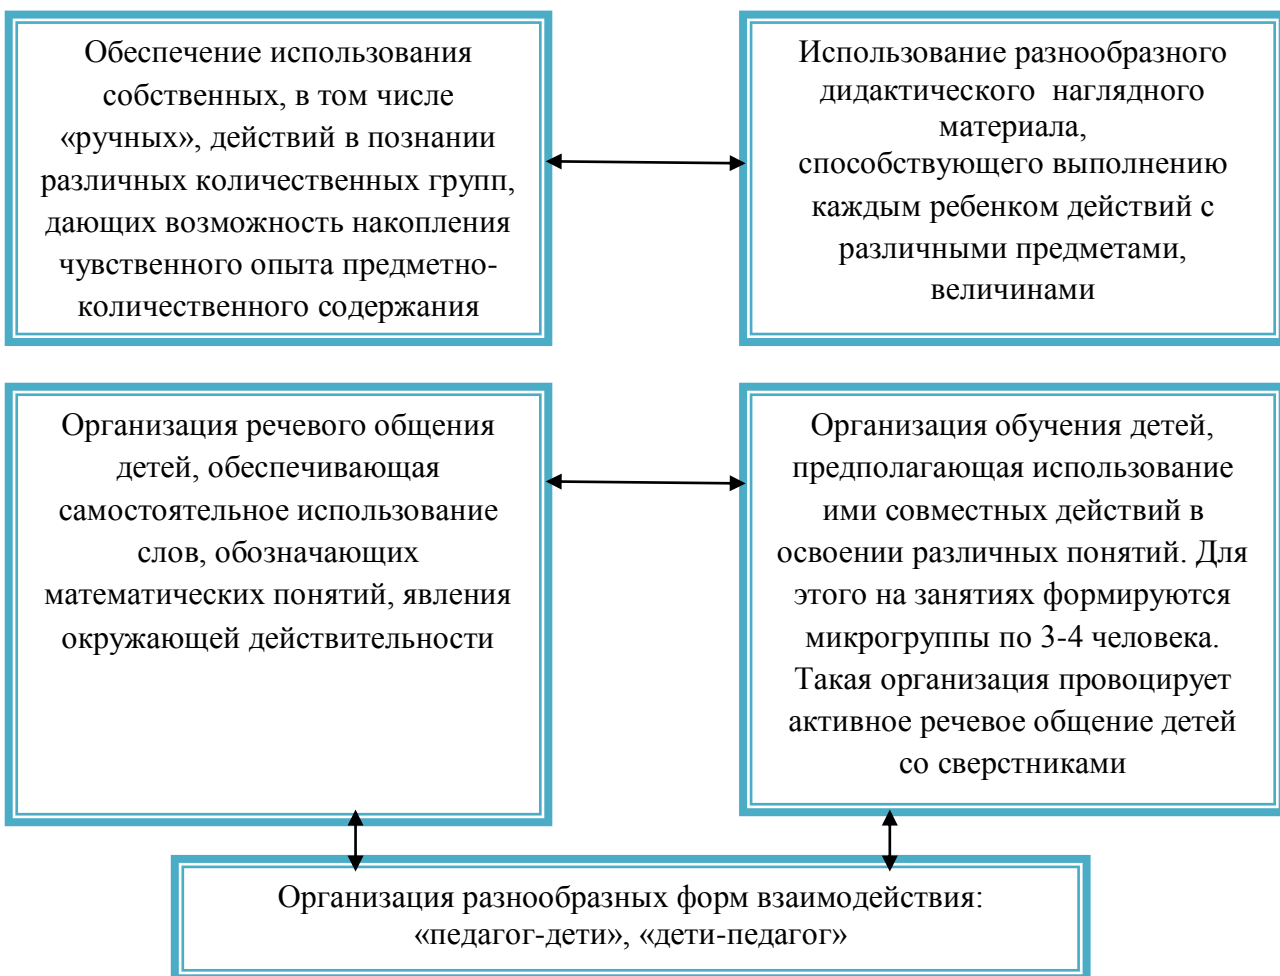 Обеспечение использования
собственных, в том числе
«ручных», действий в познании
различных количественных групп,
дающих возможность накопления
чувственного опыта предметно-
количественного содержания
Использование разнообразного
дидактического наглядного
материала,
способствующего выполнению
каждым ребенком действий с
различными предметами,
величинами
Организация речевого общения
детей, обеспечивающая
самостоятельное использование
слов, обозначающих
математических понятий, явления
окружающей действительности
Организация обучения детей,
предполагающая использование
ими совместных действий в
освоении различных понятий. Для
этого на занятиях формируются
микрогруппы по 3-4 человека.
Такая организация провоцирует
активное речевое общение детей
со сверстниками
Организация разнообразных форм взаимодействия:
«педагог-дети», «дети-педагог»